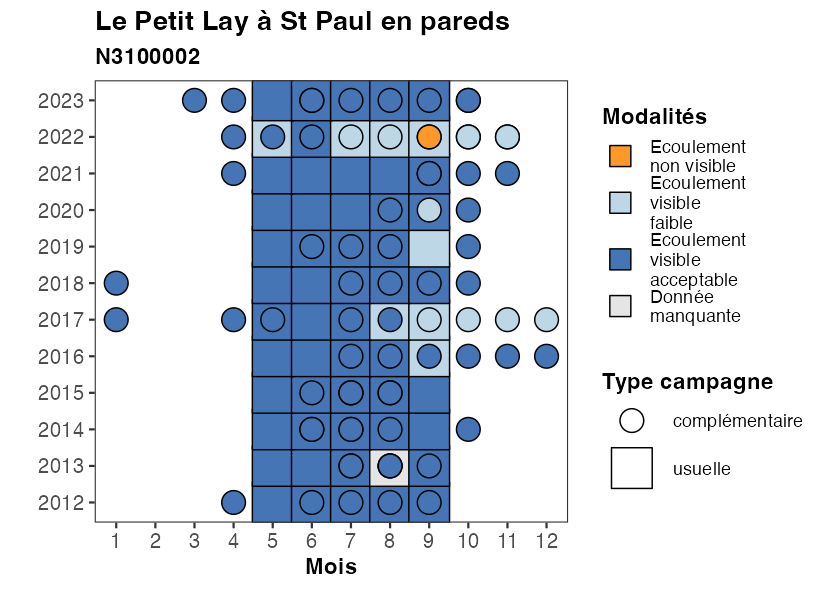 Le Petit Lay à St Paul en pareds
N3100002
2023
2022
2021
2020
2019
2018
2017
2016
2015
2014
2013
2012
1 2 3 4 5 6 7 8 9 10 11 12
Mois
Modalités
Ecoulement
non visible
Ecoulement
visible
faible
Ecoulement
visible
acceptable
Donnée
manquante
Type campagne
complémentaire
usuelle